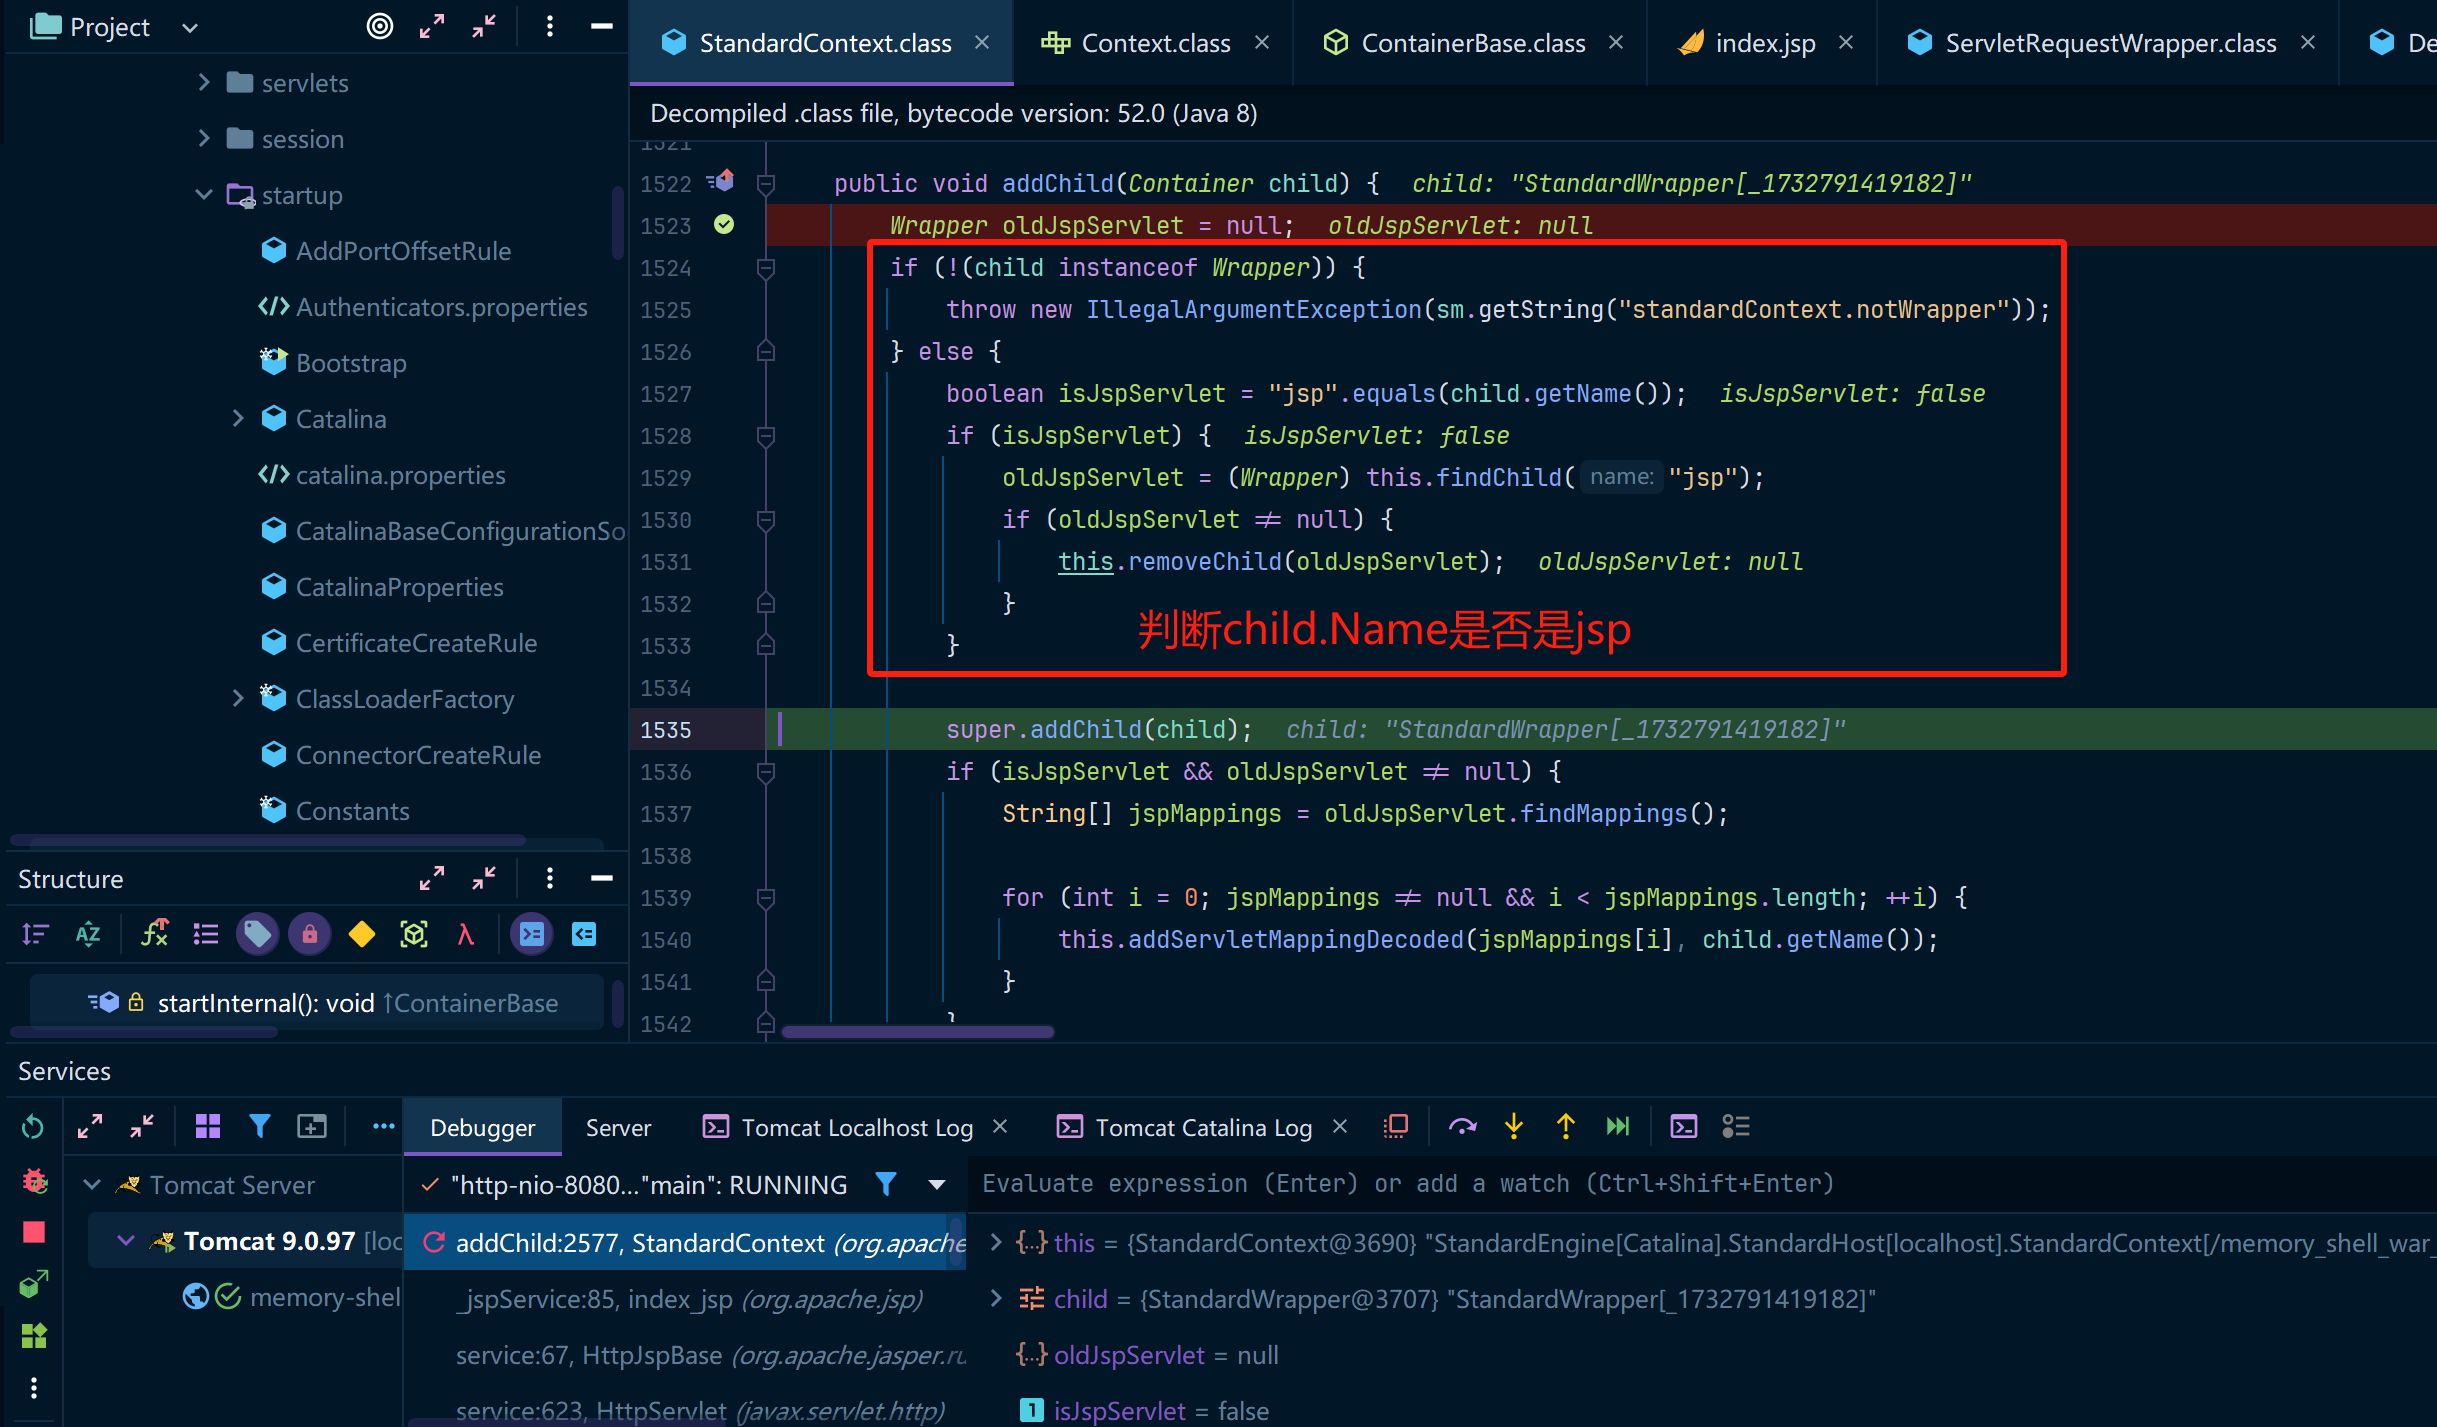 Project
servlets
session
startup
AddPortOffsetRule
Authenticators.properties
Bootstrap
Catalina
catalina.properties
CatalinaBaseConfigurationSo
CatalinaProperties
CertificateCreateRule
ClassLoaderFactory
ConnectorCreateRule
Constants
Structure
startInternal(): void ↑ContainerBase
StandardContext.class
Context.class
ContainerBase.class
index.jsp
ServletRequestWrapper.class
De
Decompiled .class file, bytecode version: 52.0 (Java 8)
1521
1522 public void addChild(Container child) { child: "StandardWrapper[_1732791419182]"
1523 Wrapper oldJspServlet = null; oldJspServlet: null
1524 if (!(child instanceof Wrapper)) {
1525 throw new IllegalArgumentException(sm.getString("standardContext.notWrapper"));
1526 } else {
1527 boolean isJspServlet = "jsp".equals(child.getName()); isJspServlet: false
1528 if (isJspServlet) { isJspServlet: false
1529 oldJspServlet = (Wrapper) this.findChild( name: "jsp");
1530 if (oldJspServlet ≠ null) {
1531 this.removeChild(oldJspServlet); oldJspServlet: null
1532 }
判断child.Name是否是jsp
1533 }
1534
1535 super.addChild(child); child: "StandardWrapper[_1732791419182]"
1536 if (isJspServlet && oldJspServlet ≠ null) {
1537 String[] jspMappings = oldJspServlet.findMappings();
1538
1539 for (int i = 0; jspMappings ≠ null && i < jspMappings.length; ++i) {
1540 this.addServletMappingDecoded(jspMappings[i], child.getName());
1541 }
1542 }
Services
Debugger
Server
Tomcat Localhost Log
Tomcat Catalina Log
Tomcat Server
Tomcat 9.0.97 [loc
memory-shel
"http-nio-8080..."main": RUNNING
addChild:2577, StandardContext (org.apache
_jspService:85, index_jsp (org.apache.jsp)
service:67, HttpJspBase (org.apache.jasper.ru
service:623, HttpServlet (javax.servlet.http)
Evaluate expression (Enter) or add a watch (Ctrl+Shift+Enter)
this = {StandardContext@3690} "StandardEngine[Catalina].StandardHost[localhost].StandardContext[/memory_shell_war_
child = {StandardWrapper@3707} "StandardWrapper[_1732791419182]"
oldJspServlet = null
isJspServlet = false